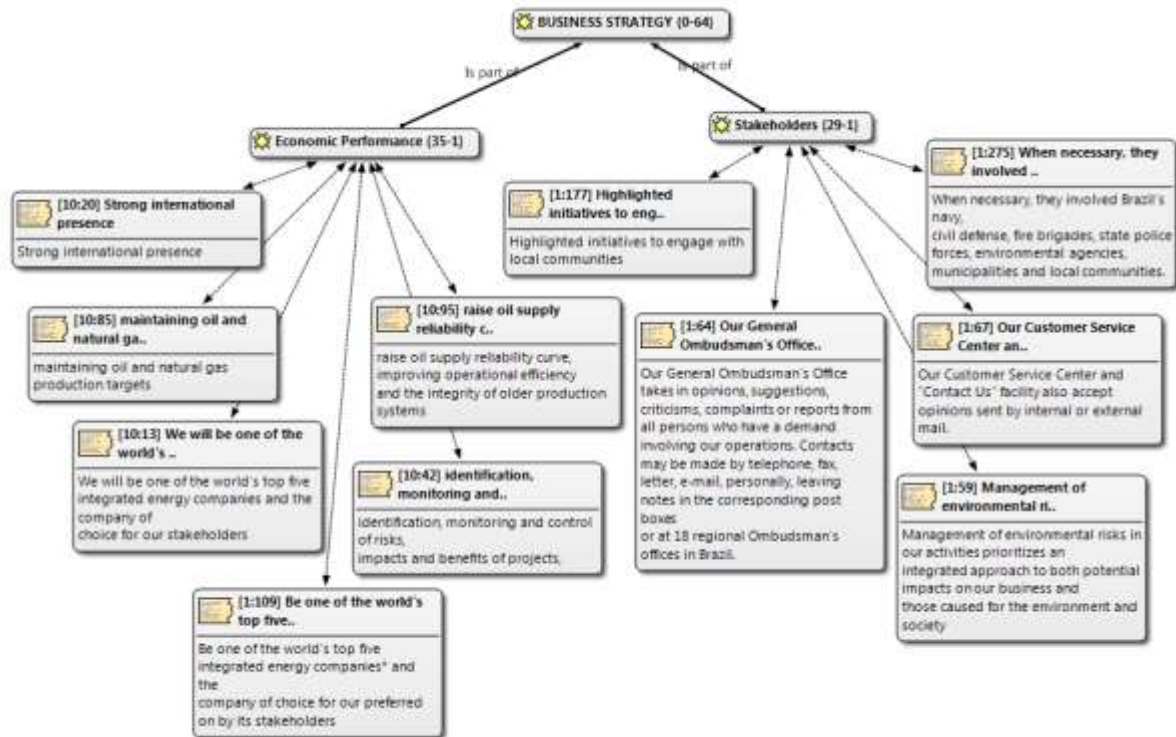 BUSINESS STRATEGY (0-64)
Is part of
Is part of
Economic Performance (35-1)
Stakeholders (29-1)
[10:20] Strong international
presence
Strong international presence
[1:177] Highlighted
initiatives to eng..
Highlighted initiatives to engage with
local communities
[1:275] When necessary, they
involved ..
When necessary, they involved Brazil's
navy,
civil defense, fire brigades, state police
forces, environmental agencies,
municipalities and local communities.
[10:85] maintaining oil and
natural ga..
maintaining oil and natural gas
production targets
[10:95] raise oil supply
reliability c..
raise oil supply reliability curve,
improving operational efficiency
and the integrity of older production
systems
[1:64] Our General
Ombudsman's Office..
Our General Ombudsman's Office
takes in opinions, suggestions,
criticisms, complaints or reports from
all persons who have a demand
involving our operations. Contacts
may be made by telephone, fax,
letter, e-mail, personally, leaving
notes in the corresponding post
boxes
or at 18 regional Ombudsman's
offices in Brazil.
[1:67] Our Customer Service
Center an..
Our Customer Service Center and
"Contact Us" facility also accept
opinions sent by internal or external
mail.
[10:13] We will be one of the
world's ..
We will be one of the world's top five
integrated energy companies and the
company of
choice for our stakeholders
[10:42] identification,
monitoring and..
identification, monitoring and control
of risks,
impacts and benefits of projects,
[1:59] Management of
environmental ri..
Management of environmental risks in
our activities prioritizes an
integrated approach to both potential
impacts on our business and
those caused for the environment and
society
[1:109] Be one of the world's
top five..
Be one of the world's top five
integrated energy companies* and
the
company of choice for our preferred
on by its stakeholders